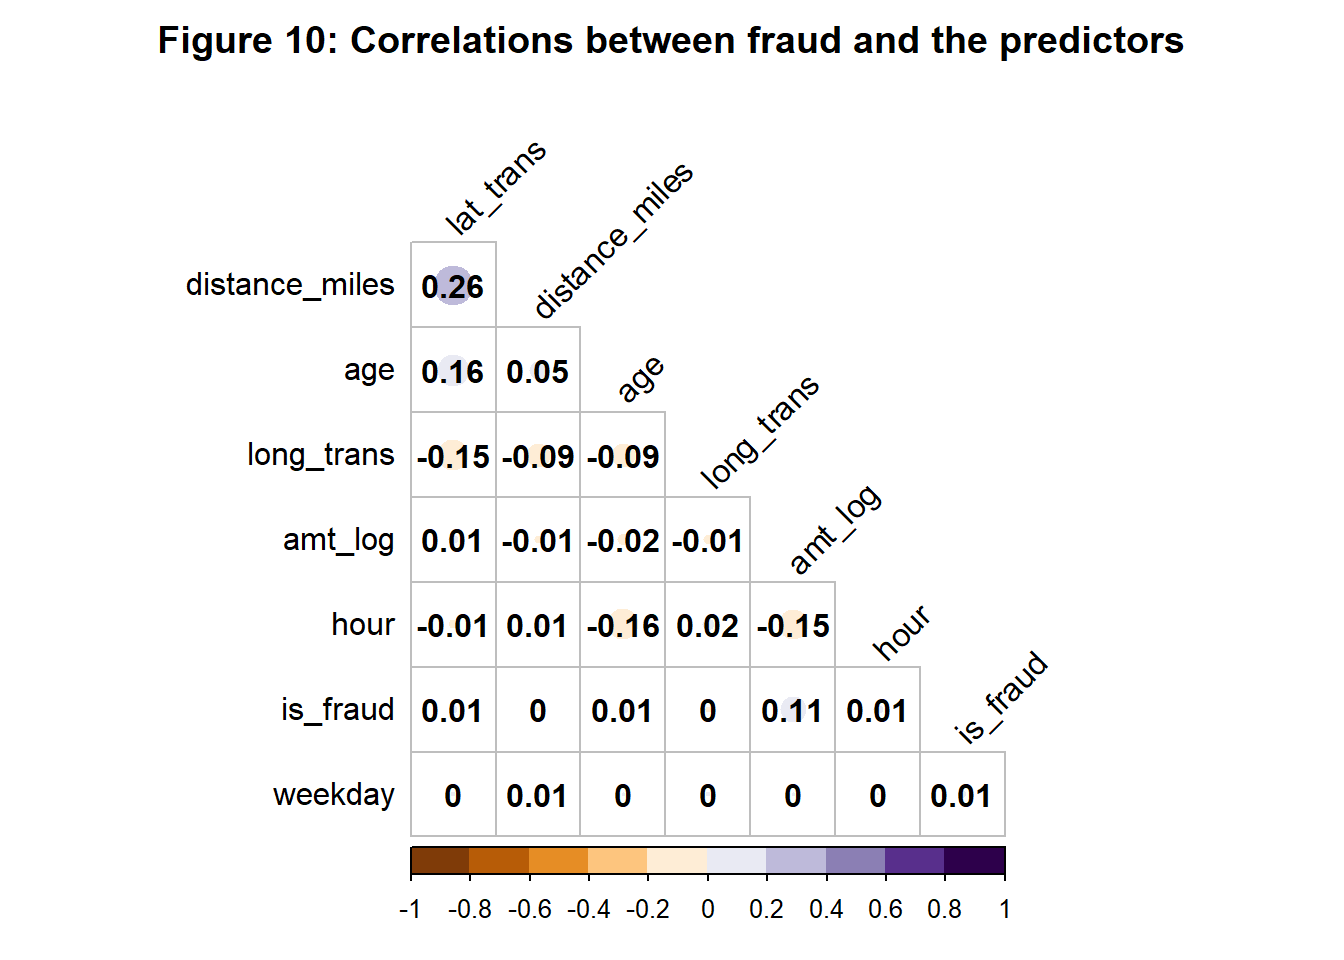 Figure 10: Correlations between fraud and the predictors
lat_trans
distance_miles 0.26 distance_miles
age 0.16 0.05 age
long_trans -0.15 -0.09 -0.09 long_trans
amt_log 0.01 -0.01 -0.02 -0.01 amt_log
hour -0.01 0.01 -0.16 0.02 -0.15 hour
is_fraud 0.01 0 0.01 0 0.11 0.01 is_fraud
weekday 0 0.01 0 0 0 0 0.01
-1 -0.8 -0.6 -0.4 -0.2 0 0.2 0.4 0.6 0.8 1